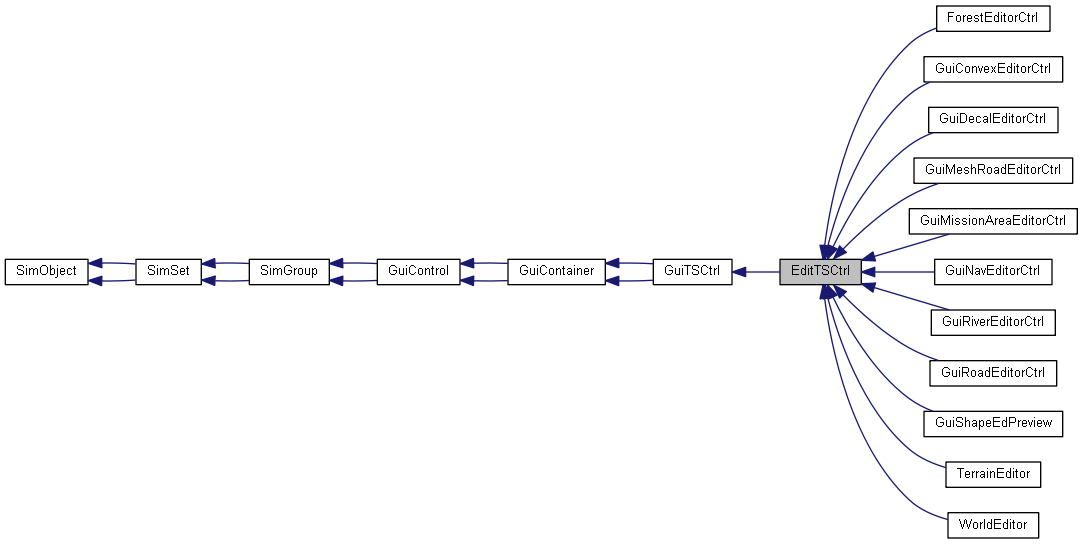 ForestEditorCtrl
GuiConvexEditorCtrl
GuiDecalEditorCtrl
GuiMeshRoadEditorCtrl
GuiMissionAreaEditorCtrl
SimObject
SimSet
SimGroup
GuiControl
GuiContainer
GuiTSCtrl
EditTSCtrl
GuiNavEditorCtrl
GuiRiverEditorCtrl
GuiRoadEditorCtrl
GuiShapeEdPreview
TerrainEditor
WorldEditor